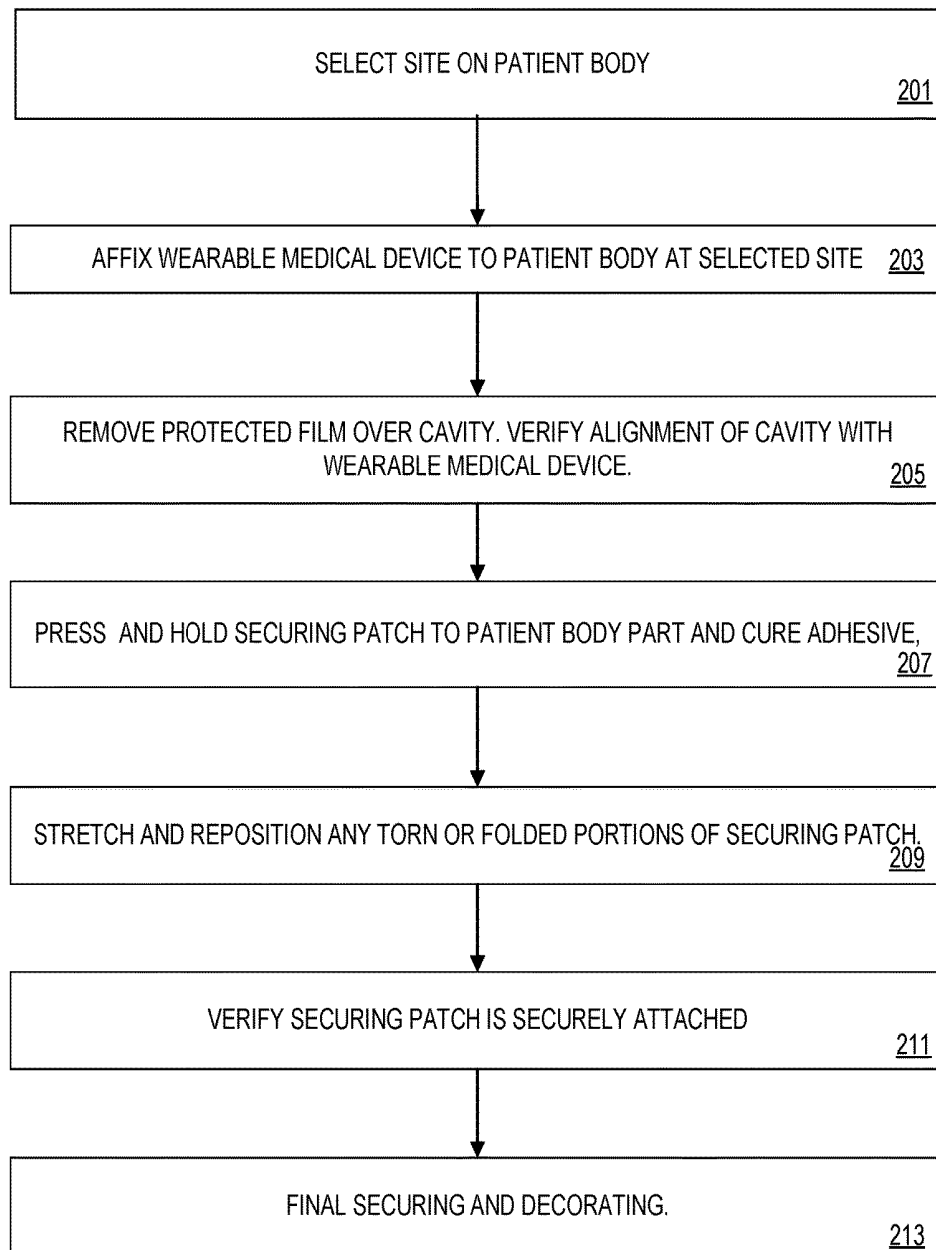 SELECT SITE ON PATIENT BODY
201
AFFIX WEARABLE MEDICAL DEVICE TO PATIENT BODY AT SELECTED SITE 203
REMOVE PROTECTED FILM OVER CAVITY. VERIFY ALIGNMENT OF CAVITY WITH
WEARABLE MEDICAL DEVICE.
205
PRESS AND HOLD SECURING PATCH TO PATIENT BODY PART AND CURE ADHESIVE,
207
STRETCH AND REPOSITION ANY TORN OR FOLDED PORTIONS OF SECURING PATCH.
209
VERIFY SECURING PATCH IS SECURELY ATTACHED
211
FINAL SECURING AND DECORATING.
213